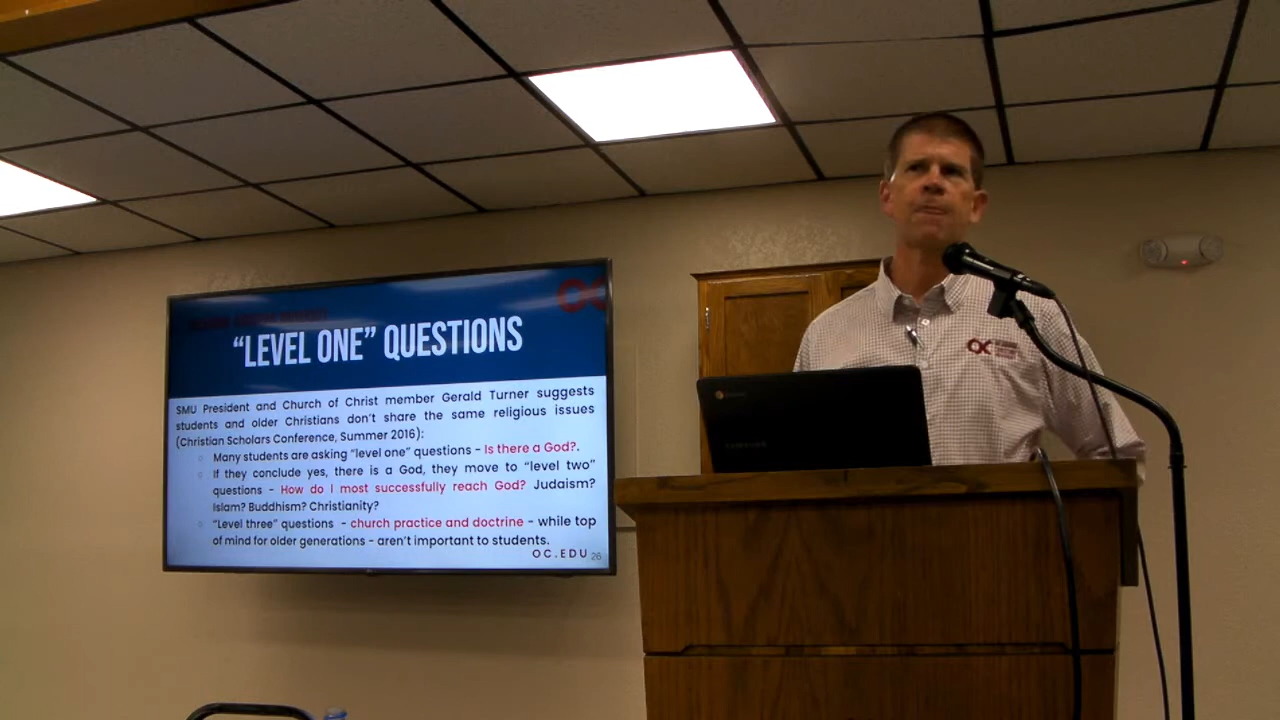 "LEVEL ONE" QUESTIONS
SMU President and Church of Christ member Gerald Turner suggests
students and older Christians don't share the same religious issues
(Christian Scholars Conference, Summer 2016):
Many students are asking "level one" questions - Is there a God?.
If they conclude yes, there is a God, they move to "level two"
questions - How do I most successfully reach God? Judaism?
Islam? Buddhism? Christianity?
"Level three" questions - church practice and doctrine - while top
of mind for older generations - aren't important to students.
OC.EDU 26
OC
OC